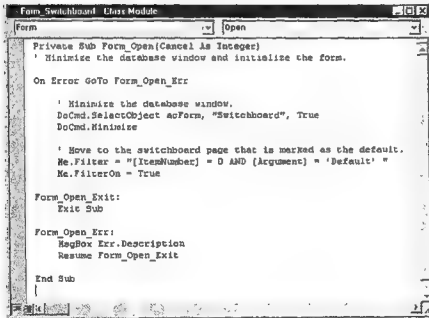 Form_Switchboard : Class Module
Form
Open
Private Sub Form_Open(Cancel As Integer)
' Minimize the database window and initialize the form.
On Error GoTo Form_Open_Err
' Minimize the database window.
DoCmd.SelectObject acForm, "Switchboard", True
DoCmd.Minimize
' Move to the switchboard page that is marked as the default.
Me.Filter = "[ItemNumber] = 0 AND [Argument] = 'Default' "
Me.FilterOn = True
Form_Open_Exit:
Exit Sub
Form_Open_Err:
MsgBox Err.Description
Resume Form_Open_Exit
End Sub